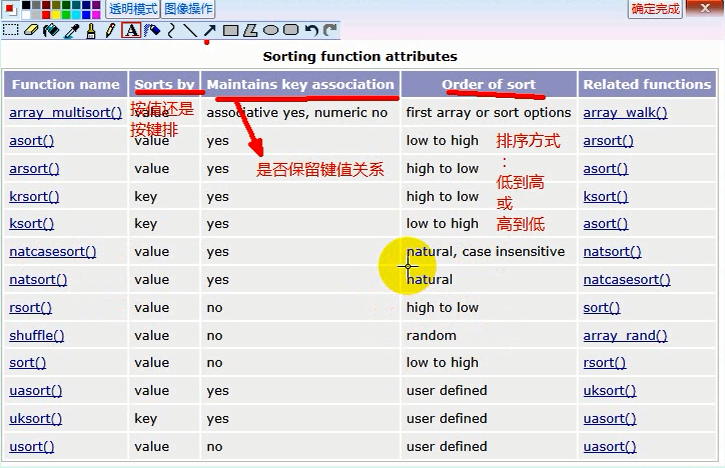 透明模式 图像操作 确定完成
A
Sorting function attributes
Function name Sorts by Maintains key association Order of sort Related functions
array_multisort() value associative yes, numeric no first array or sort options array_walk()
按值还是
按键排
asort() value yes low to high arsort()
arsort() value yes high to low asort()
krsort() key yes high to low ksort()
ksort() key yes low to high asort()
是否保留键值关系
排序方式
:
低到高
或
高到低
natcasesort() value yes natural, case insensitive natsort()
natsort() value yes natural natcasesort()
rsort() value no high to low sort()
shuffle() value no random array_rand()
sort() value no low to high rsort()
uasort() value yes user defined uksort()
uksort() key yes user defined uasort()
usort() value no user defined uasort()